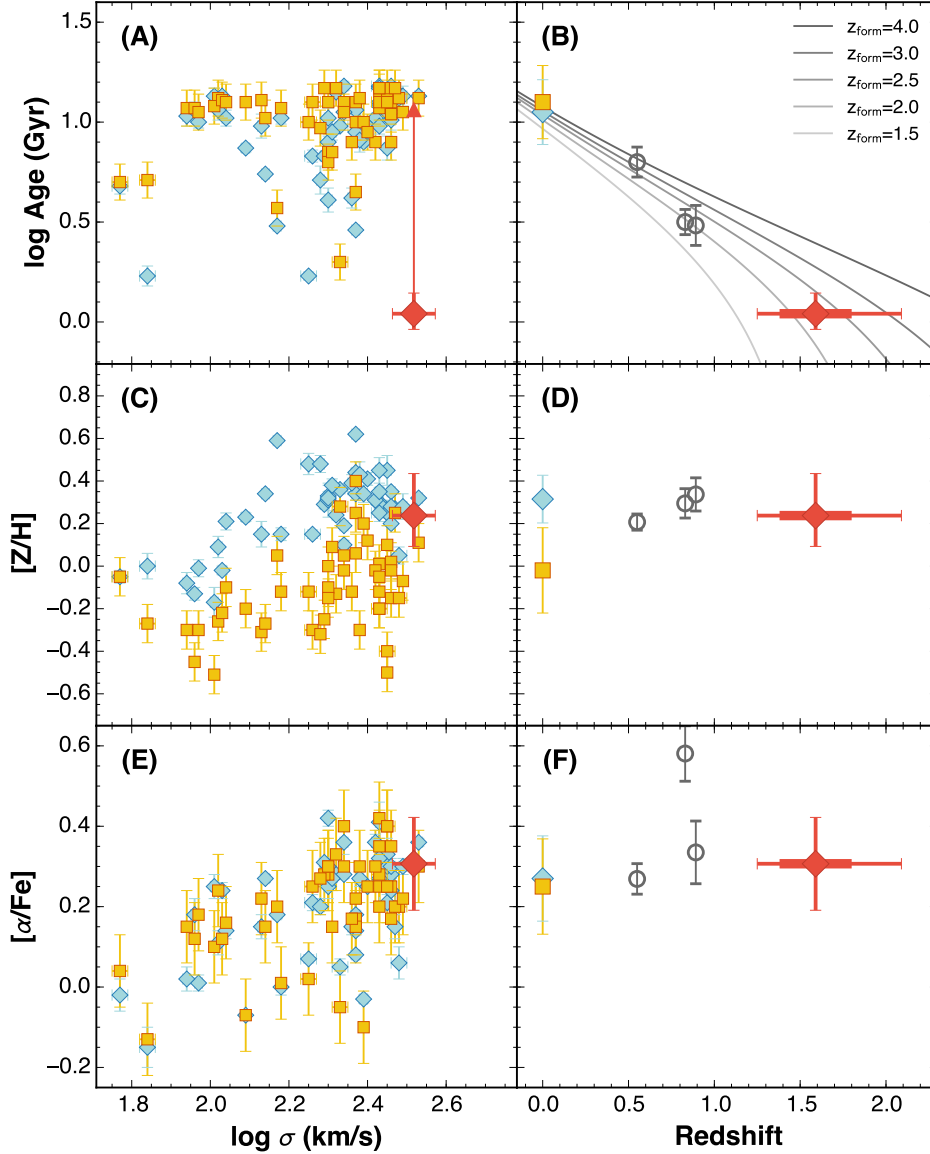 (A)
(B)
z_form=4.0
z_form=3.0
z_form=2.5
z_form=2.0
z_form=1.5
log Age (Gyr)
1.5
1.0
0.5
0.0
(C)
(D)
[Z/H]
0.8
0.6
0.4
0.2
0.0
−0.2
−0.4
−0.6
(E)
(F)
[α/Fe]
0.6
0.4
0.2
0.0
−0.2
1.8 2.0 2.2 2.4 2.6
0.0 0.5 1.0 1.5 2.0
log σ (km/s)
Redshift